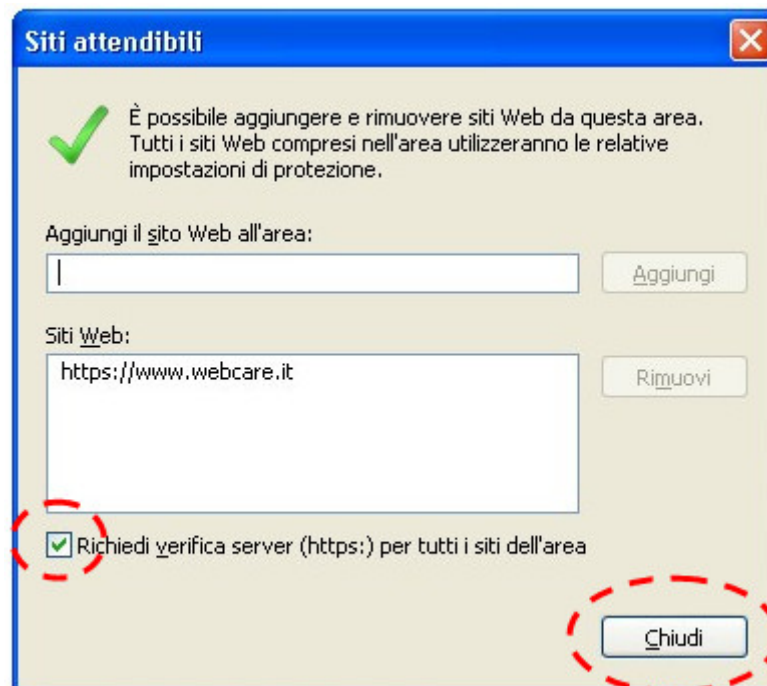 Siti attendibili
È possibile aggiungere e rimuovere siti Web da questa area.
Tutti i siti Web compresi nell'area utilizzeranno le relative
impostazioni di protezione.
Aggiungi il sito Web all'area:
Aggiungi
Siti Web:
https://www.webcare.it
Rimuovi
Richiedi verifica server (https:) per tutti i siti dell'area
Chiudi